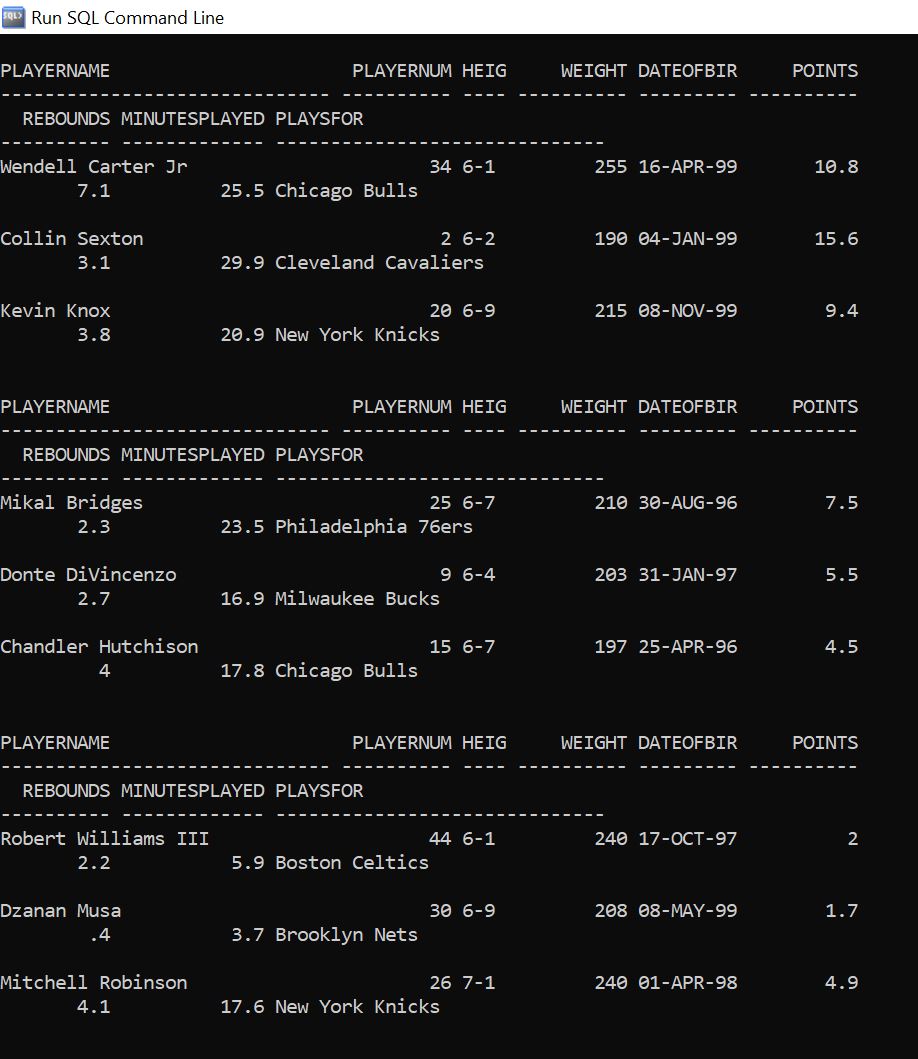 SQL>
Run SQL Command Line
PLAYERNAME                      PLAYERNUM HEIG     WEIGHT DATEOFBIR     POINTS
------------------------------ ---------- ---- ---------- --------- ----------
  REBOUNDS MINUTESPLAYED PLAYSFOR
---------- ------------- ------------------------------
Wendell Carter Jr                      34 6-1         255 16-APR-99       10.8
       7.1          25.5 Chicago Bulls
Collin Sexton                           2 6-2         190 04-JAN-99       15.6
       3.1          29.9 Cleveland Cavaliers
Kevin Knox                             20 6-9         215 08-NOV-99        9.4
       3.8          20.9 New York Knicks
PLAYERNAME                      PLAYERNUM HEIG     WEIGHT DATEOFBIR     POINTS
------------------------------ ---------- ---- ---------- --------- ----------
  REBOUNDS MINUTESPLAYED PLAYSFOR
---------- ------------- ------------------------------
Mikal Bridges                          25 6-7         210 30-AUG-96        7.5
       2.3          23.5 Philadelphia 76ers
Donte DiVincenzo                        9 6-4         203 31-JAN-97        5.5
       2.7          16.9 Milwaukee Bucks
Chandler Hutchison                     15 6-7         197 25-APR-96        4.5
         4          17.8 Chicago Bulls
PLAYERNAME                      PLAYERNUM HEIG     WEIGHT DATEOFBIR     POINTS
------------------------------ ---------- ---- ---------- --------- ----------
  REBOUNDS MINUTESPLAYED PLAYSFOR
---------- ------------- ------------------------------
Robert Williams III                    44 6-1         240 17-OCT-97          2
       2.2           5.9 Boston Celtics
Dzanan Musa                            30 6-9         208 08-MAY-99        1.7
        .4           3.7 Brooklyn Nets
Mitchell Robinson                      26 7-1         240 01-APR-98        4.9
       4.1          17.6 New York Knicks